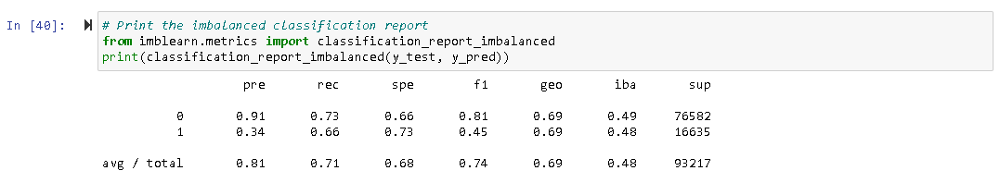 In [40]: # Print the imbalanced classification report
from imblearn.metrics import classification_report_imbalanced
print(classification_report_imbalanced(y_test, y_pred))
pre rec spe f1 geo iba sup
0 0.91 0.73 0.66 0.81 0.69 0.49 76582
1 0.34 0.66 0.73 0.45 0.69 0.48 16635
avg / total 0.81 0.71 0.68 0.74 0.69 0.48 93217